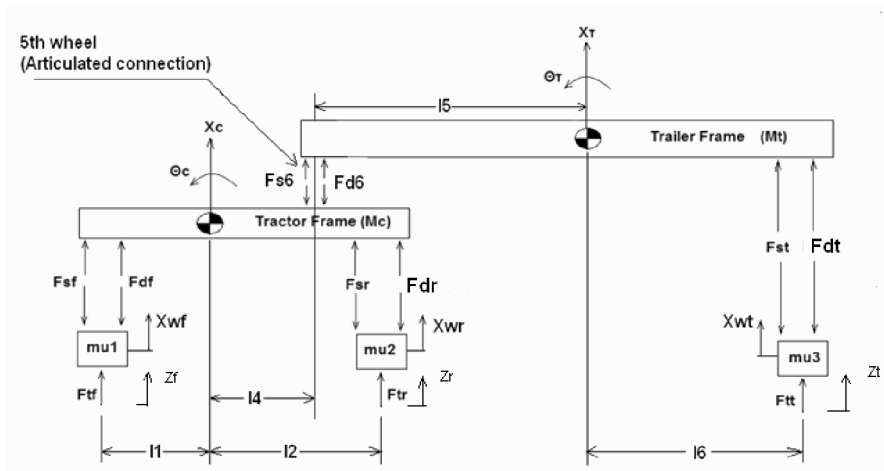 5th wheel
(Articulated connection)
XT
ΘT
l5
Trailer Frame (Mt)
Xc
Θc
Fs6
Fd6
Tractor Frame (Mc)
Fsf
Fdf
Fsr
Fdr
Fst
Fdt
Xwf
Xwr
Xwt
mu1
mu2
mu3
Zf
Zr
Zt
Ftf
Ftr
Ftt
l4
l1
l2
l6